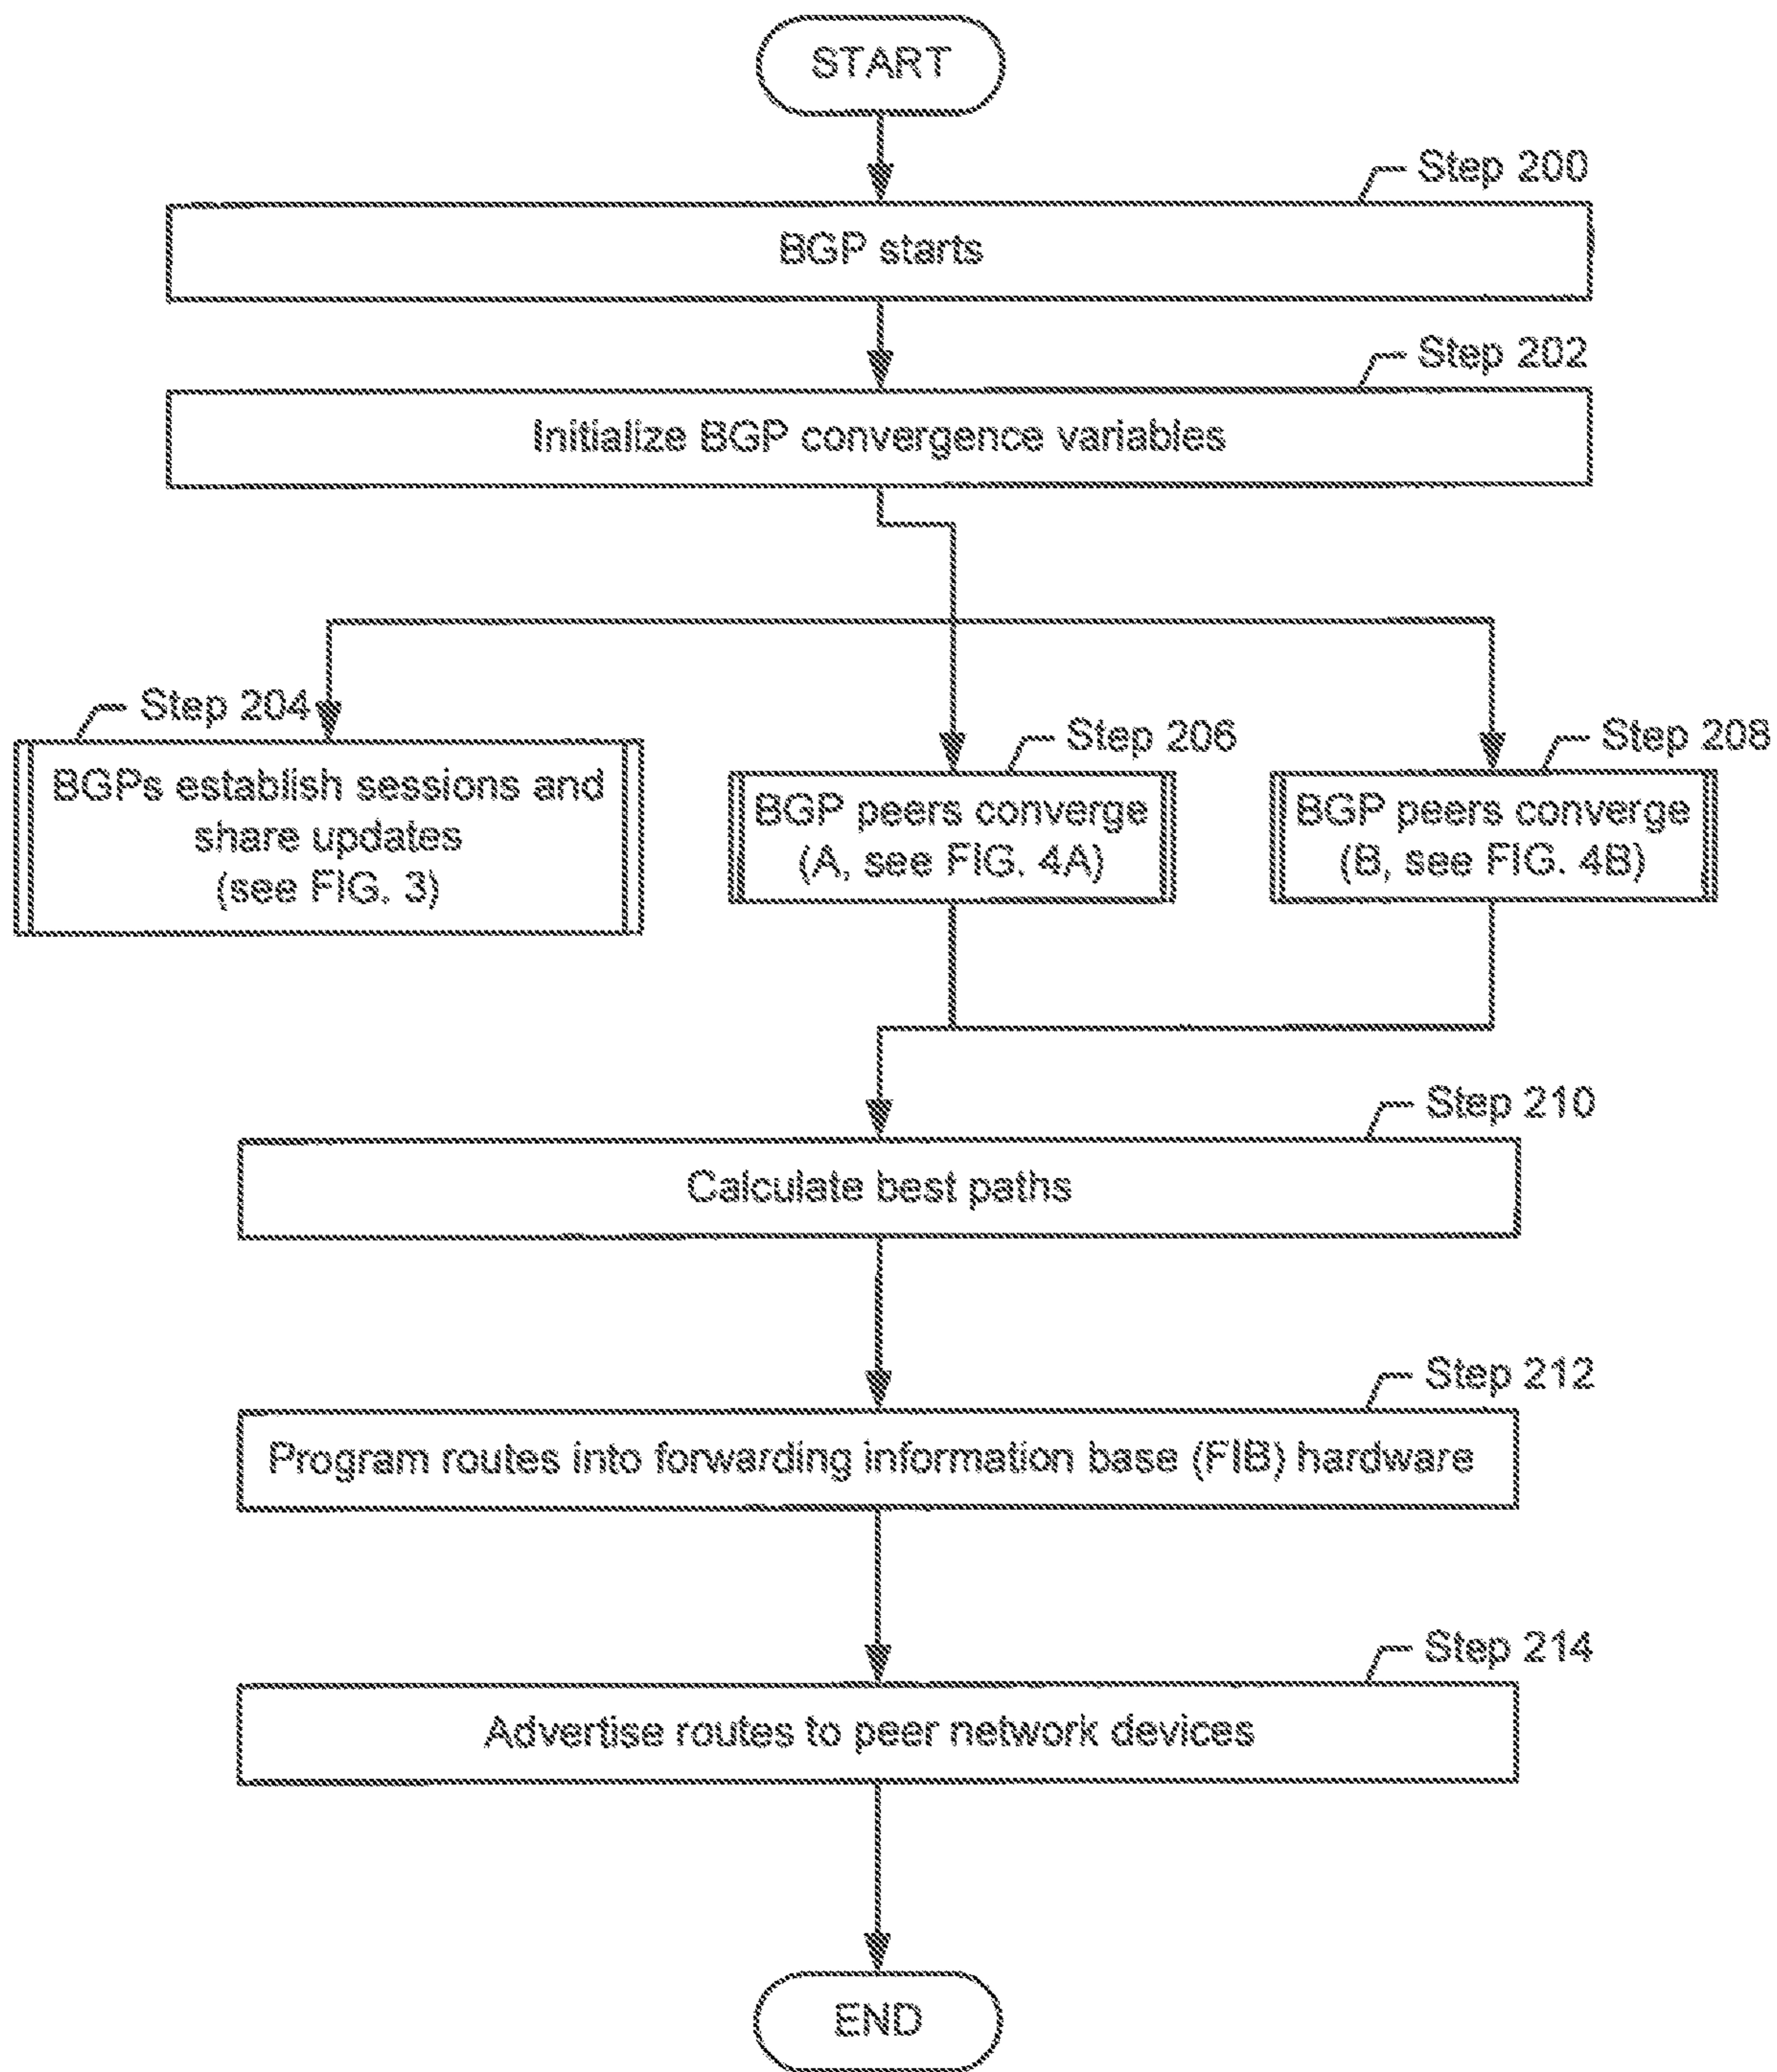 START
Step 200
BGP starts
Step 202
Initialize BGP convergence variables
Step 204
BGPs establish sessions and
share updates
(see FIG. 3)
Step 206
BGP peers converge
(A, see FIG. 4A)
Step 208
BGP peers converge
(B, see FIG. 4B)
Step 210
Calculate best paths
Step 212
Program routes into forwarding information base (FIB) hardware
Step 214
Advertise routes to peer network devices
END